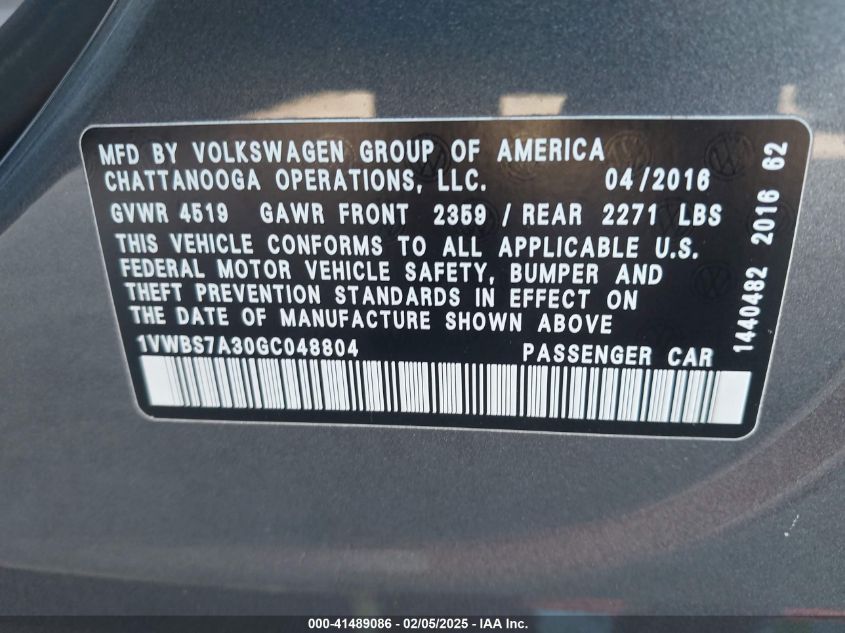 MFD BY VOLKSWAGEN GROUP OF AMERICA
CHATTANOOGA OPERATIONS, LLC. 04/2016
GVWR 4519 GAWR FRONT 2359 / REAR 2271 LBS
THIS VEHICLE CONFORMS TO ALL APPLICABLE U.S.
FEDERAL MOTOR VEHICLE SAFETY, BUMPER AND
THEFT PREVENTION STANDARDS IN EFFECT ON
THE DATE OF MANUFACTURE SHOWN ABOVE
1VWBS7A30GC048804 PASSENGER CAR
1440482 2016 62
000-41489086 - 02/05/2025 - IAA Inc.